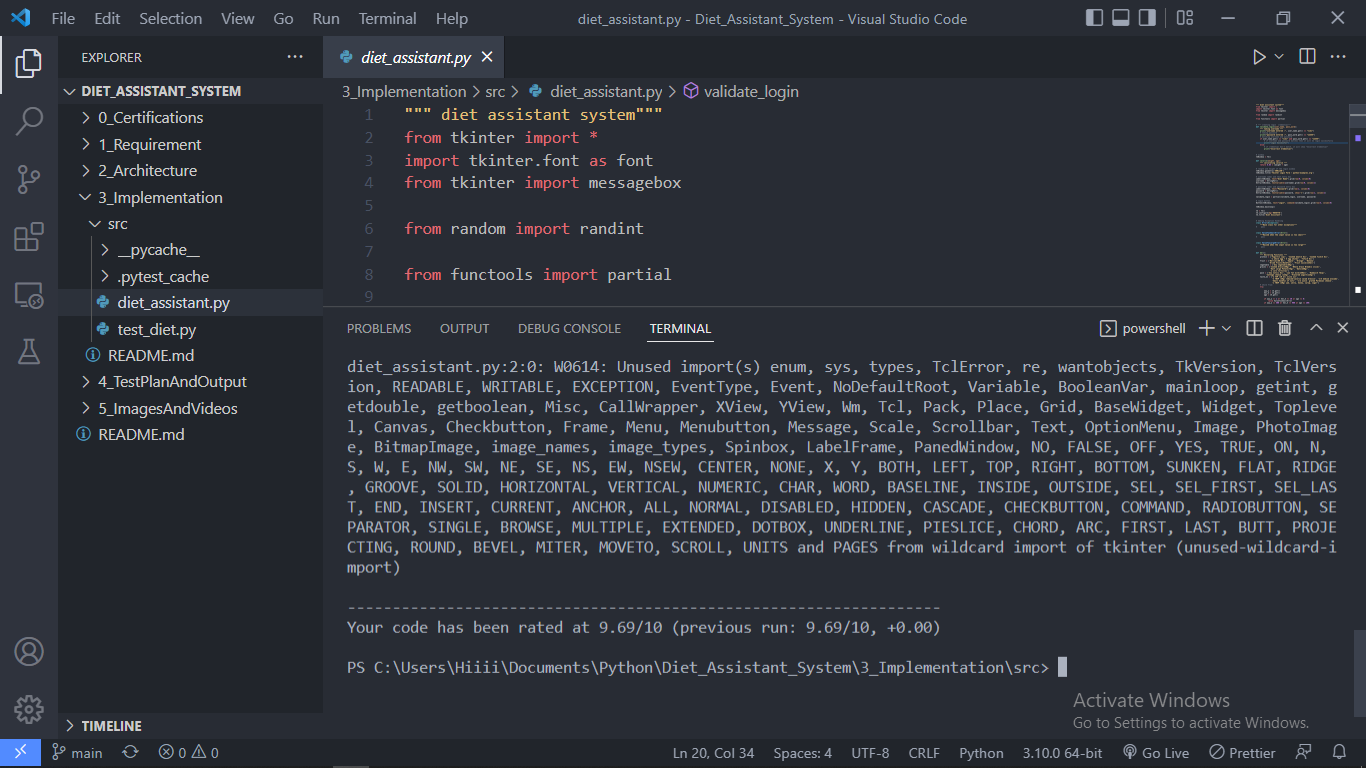 File Edit Selection View Go Run Terminal Help diet_assistant.py - Diet_Assistant_System - Visual Studio Code
EXPLORER
diet_assistant.py
DIET_ASSISTANT_SYSTEM
0_Certifications
1_Requirement
2_Architecture
3_Implementation
src
__pycache__
.pytest_cache
diet_assistant.py
test_diet.py
README.md
4_TestPlanAndOutput
5_ImagesAndVideos
README.md
TIMELINE
3_Implementation > src > diet_assistant.py > validate_login
1 """ diet assistant system"""
2 from tkinter import *
3 import tkinter.font as font
4 from tkinter import messagebox
5
6 from random import randint
7
8 from functools import partial
9
PROBLEMS OUTPUT DEBUG CONSOLE TERMINAL powershell
diet_assistant.py:2:0: W0614: Unused import(s) enum, sys, types, TclError, re, wantobjects, TkVersion, TclVers
ion, READABLE, WRITABLE, EXCEPTION, EventType, Event, NoDefaultRoot, Variable, BooleanVar, mainloop, getint, g
etdouble, getboolean, Misc, CallWrapper, XView, YView, Wm, Tcl, Pack, Place, Grid, BaseWidget, Widget, Topleve
l, Canvas, Checkbutton, Frame, Menu, Menubutton, Message, Scale, Scrollbar, Text, OptionMenu, Image, PhotoImag
e, BitmapImage, image_names, image_types, Spinbox, LabelFrame, PanedWindow, NO, FALSE, OFF, YES, TRUE, ON, N,
S, W, E, NW, SW, NE, SE, NS, EW, NSEW, CENTER, NONE, X, Y, BOTH, LEFT, TOP, RIGHT, BOTTOM, SUNKEN, FLAT, RIDGE
, GROOVE, SOLID, HORIZONTAL, VERTICAL, NUMERIC, CHAR, WORD, BASELINE, INSIDE, OUTSIDE, SEL, SEL_FIRST, SEL_LAS
T, END, INSERT, CURRENT, ANCHOR, ALL, NORMAL, DISABLED, HIDDEN, CASCADE, CHECKBUTTON, COMMAND, RADIOBUTTON, SE
PARATOR, SINGLE, BROWSE, MULTIPLE, EXTENDED, DOTBOX, UNDERLINE, PIESLICE, CHORD, ARC, FIRST, LAST, BUTT, PROJE
CTING, ROUND, BEVEL, MITER, MOVETO, SCROLL, UNITS and PAGES from wildcard import of tkinter (unused-wildcard-i
mport)
------------------------------------------------------------------
Your code has been rated at 9.69/10 (previous run: 9.69/10, +0.00)
PS C:\Users\Hiiii\Documents\Python\Diet_Assistant_System\3_Implementation\src>
Activate Windows
Go to Settings to activate Windows.
main 0 0 Ln 20, Col 34 Spaces: 4 UTF-8 CRLF Python 3.10.0 64-bit Go Live Prettier